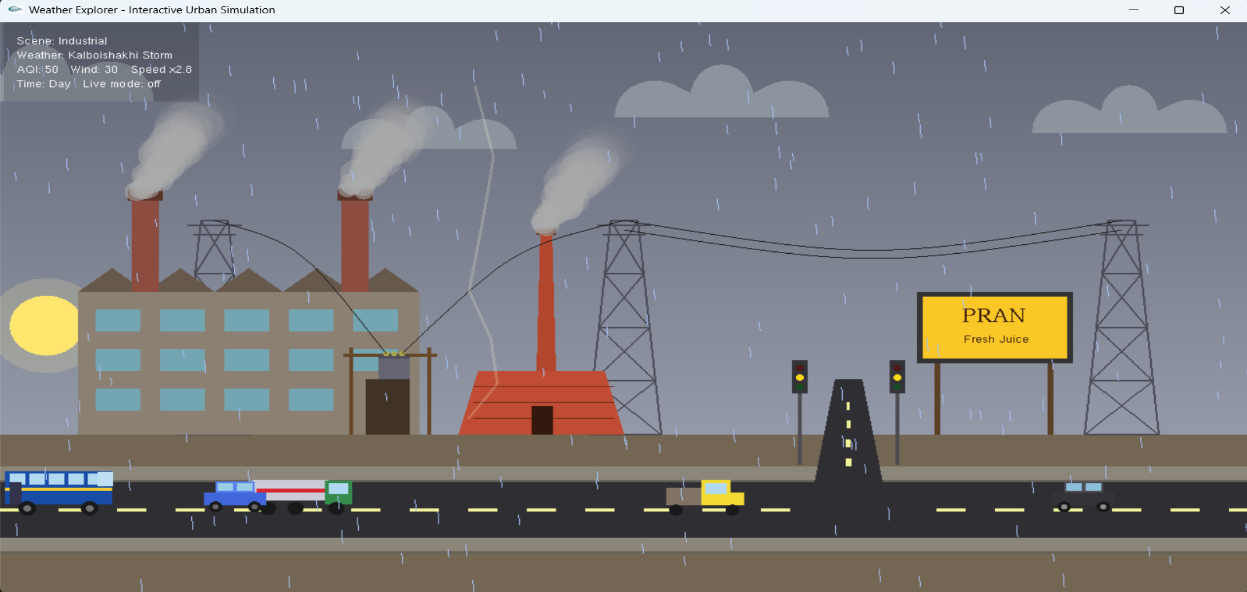 Weather Explorer - Interactive Urban Simulation
Scene: Industrial
Weather: Kalboishakhi Storm
AQI: 50 Wind: 30 Speed x2.8
Time: Day Live mode: off
PRAN
Fresh Juice